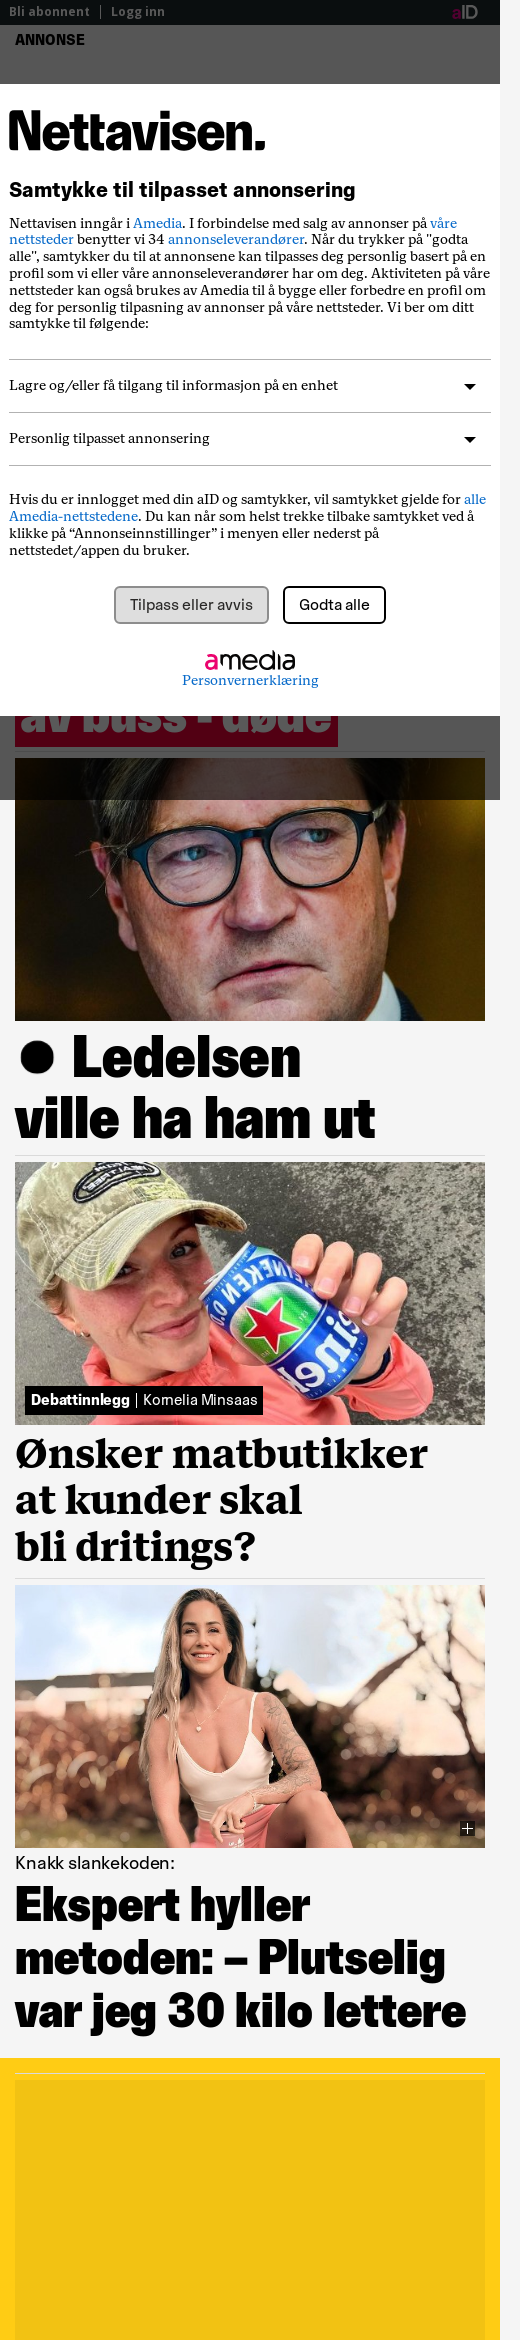 Bli abonnent | Logg inn
aID
ANNONSE
Nettavisen.
Samtykke til tilpasset annonsering
Nettavisen inngår i Amedia. I forbindelse med salg av annonser på våre
nettsteder benytter vi 34 annonseleverandører. Når du trykker på "godta
alle", samtykker du til at annonsene kan tilpasses deg personlig basert på en
profil som vi eller våre annonseleverandører har om deg. Aktiviteten på våre
nettsteder kan også brukes av Amedia til å bygge eller forbedre en profil om
deg for personlig tilpasning av annonser på våre nettsteder. Vi ber om ditt
samtykke til følgende:
Lagre og/eller få tilgang til informasjon på en enhet
Personlig tilpasset annonsering
Hvis du er innlogget med din aID og samtykker, vil samtykket gjelde for alle
Amedia-nettstedene. Du kan når som helst trekke tilbake samtykket ved å
klikke på “Annonseinnstillinger” i menyen eller nederst på
nettstedet/appen du bruker.
Tilpass eller avvis
Godta alle
amedia
Personvernerklæring
av buss - døde
● Ledelsen
ville ha ham ut
HEINEKEN 0.0
Debattinnlegg | Kornelia Minsaas
Ønsker matbutikker
at kunder skal
bli dritings?
Knakk slankekoden:
Ekspert hyller
metoden: – Plutselig
var jeg 30 kilo lettere